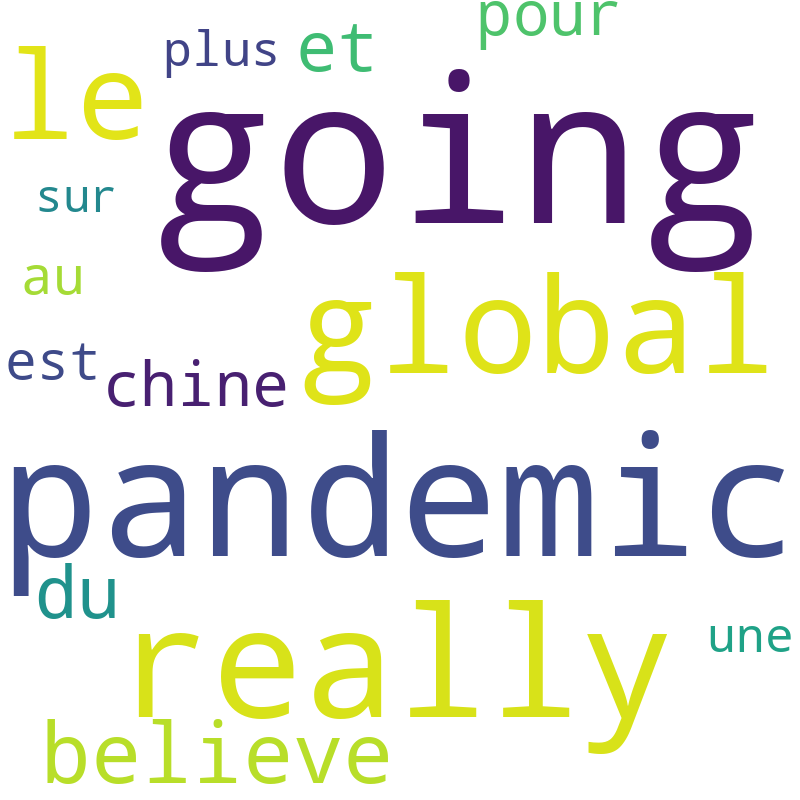 pour
plus et
le going
sur
au global
est chine
pandemic
du
really une
believe